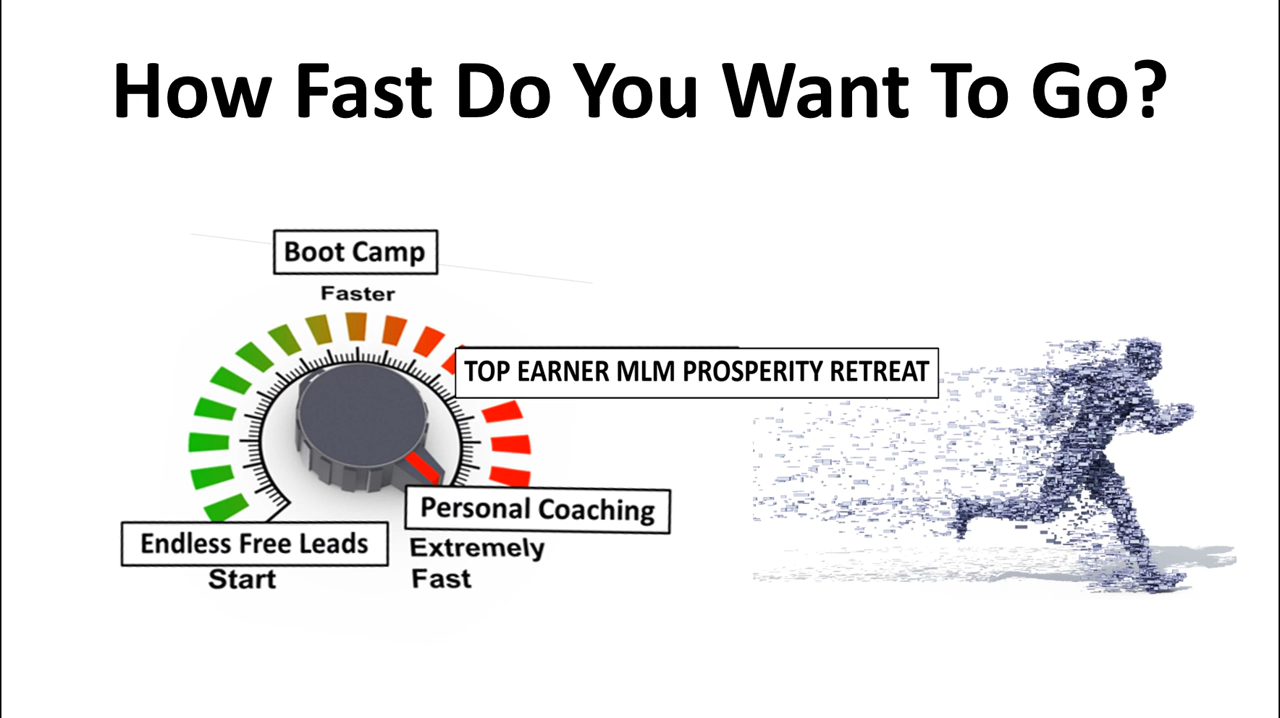 How Fast Do You Want To Go?
Boot Camp
Faster
TOP EARNER MLM PROSPERITY RETREAT
Personal Coaching
Extremely
Fast
Endless Free Leads
Start